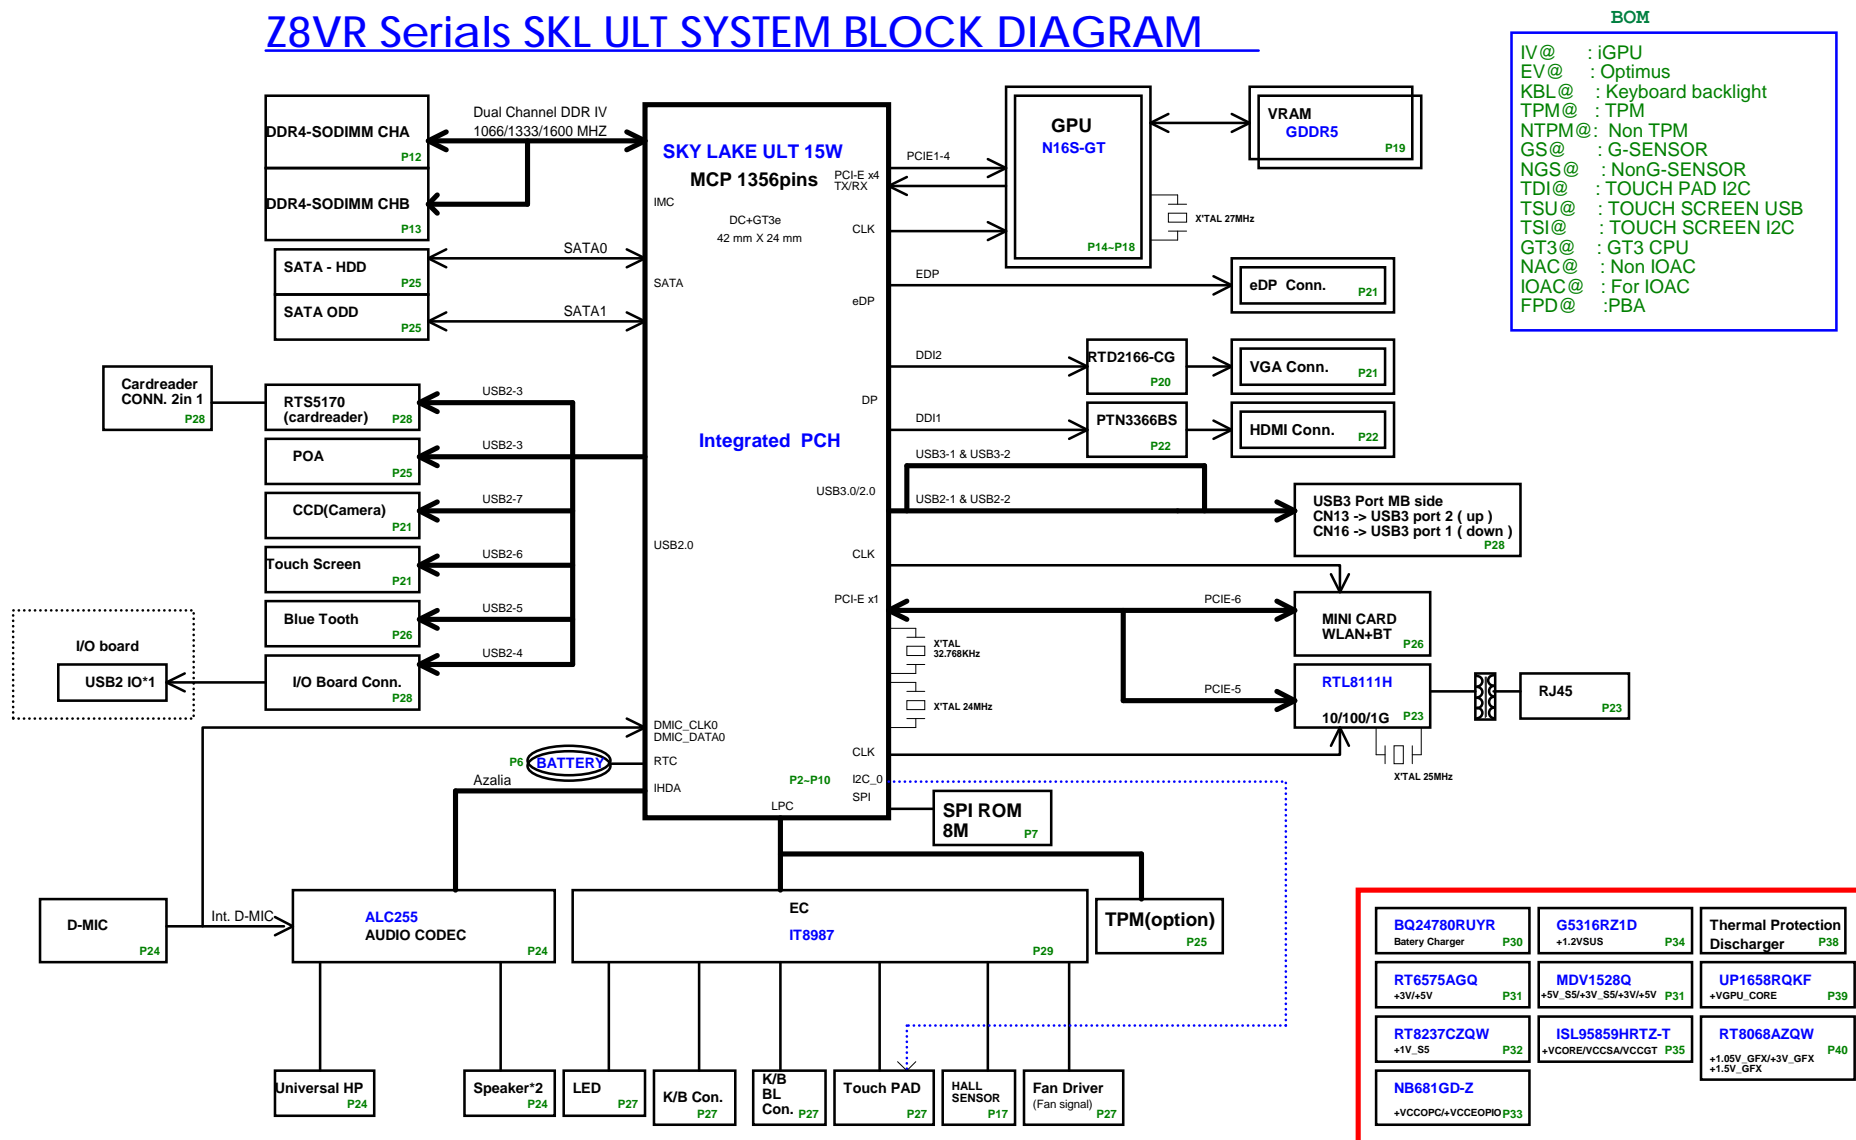 Z8VR Serials SKL ULT SYSTEM BLOCK DIAGRAM
BOM
IV@ : iGPU
EV@ : Optimus
KBL@ : Keyboard backlight
TPM@ : TPM
NTPM@: Non TPM
GS@ : G-SENSOR
NGS@ : NonG-SENSOR
TDI@ : TOUCH PAD I2C
TSU@ : TOUCH SCREEN USB
TSI@ : TOUCH SCREEN I2C
GT3@ : GT3 CPU
NAC@ : Non IOAC
IOAC@ : For IOAC
FPD@ :PBA
DDR4-SODIMM CHA
P12
DDR4-SODIMM CHB
P13
Dual Channel DDR IV
1066/1333/1600 MHZ
SATA - HDD
P25
SATA ODD
P25
SATA0
SATA1
SKY LAKE ULT 15W
MCP 1356pins
DC+GT3e
42 mm X 24 mm
Integrated PCH
P2~P10
IMC
SATA
USB2.0
DMIC_CLK0
DMIC_DATA0
RTC
IHDA
LPC
PCI-E x4
TX/RX
CLK
eDP
DP
USB3.0/2.0
CLK
PCI-E x1
CLK
I2C_0
SPI
PCIE1-4
GPU
N16S-GT
P14~P18
VRAM
GDDR5
P19
X'TAL 27MHz
EDP
eDP Conn.
P21
DDI2
RTD2166-CG
P20
VGA Conn.
P21
DDI1
PTN3366BS
P22
HDMI Conn.
P22
USB3-1 & USB3-2
USB2-1 & USB2-2
USB3 Port MB side
CN13 -> USB3 port 2 ( up )
CN16 -> USB3 port 1 ( down )
P28
PCIE-6
MINI CARD
WLAN+BT
P26
X'TAL
32.768KHz
X'TAL 24MHz
PCIE-5
RTL8111H
10/100/1G
P23
RJ45
P23
X'TAL 25MHz
SPI ROM
8M
P7
Cardreader
CONN. 2in 1
P28
RTS5170
(cardreader)
P28
USB2-3
POA
P25
USB2-3
CCD(Camera)
P21
USB2-7
Touch Screen
P21
USB2-6
Blue Tooth
P26
USB2-5
I/O Board Conn.
P28
USB2-4
I/O board
USB2 IO*1
P6
BATTERY
Azalia
D-MIC
P24
Int. D-MIC
ALC255
AUDIO CODEC
P24
EC
IT8987
P29
TPM(option)
P25
Universal HP
P24
Speaker*2
P24
LED
P27
K/B Con.
P27
K/B
BL
Con.
P27
Touch PAD
P27
HALL
SENSOR
P17
Fan Driver
(Fan signal)
P27
BQ24780RUYR
Batery Charger
P30
G5316RZ1D
+1.2VSUS
P34
Thermal Protection
Discharger
P38
RT6575AGQ
+3V/+5V
P31
MDV1528Q
+5V_S5/+3V_S5/+3V/+5V
P31
UP1658RQKF
+VGPU_CORE
P39
RT8237CZQW
+1V_S5
P32
ISL95859HRTZ-T
+VCORE/VCCSA/VCCGT
P35
RT8068AZQW
+1.05V_GFX/+3V_GFX
+1.5V_GFX
P40
NB681GD-Z
+VCCOPC/+VCCEOPIO
P33